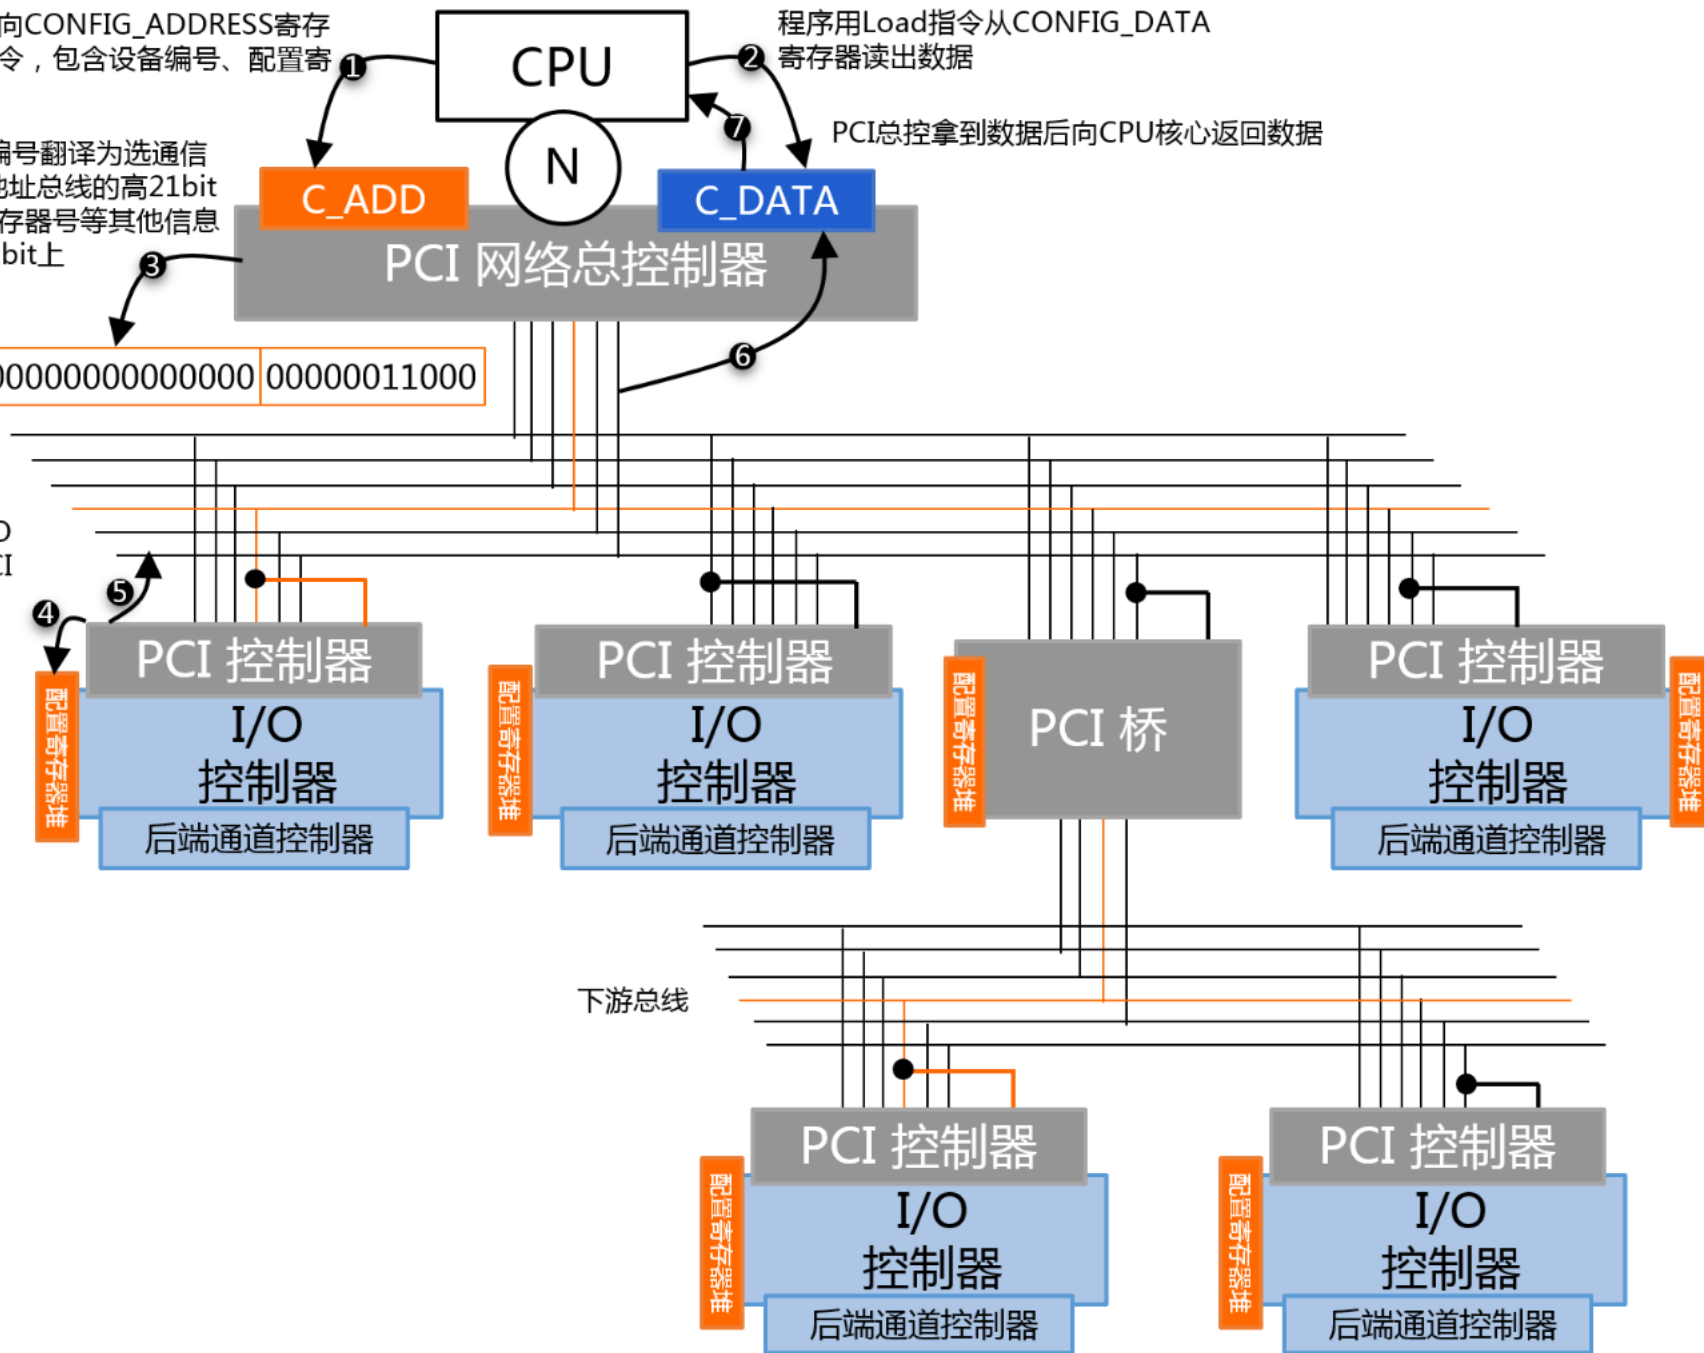 向CONFIG_ADDRESS寄存
令，包含设备编号、配置寄
程序用Load指令从CONFIG_DATA
寄存器读出数据
CPU
1
2
7
N
PCI总控拿到数据后向CPU核心返回数据
编号翻译为选通信
地址总线的高21bit
存器号等其他信息
bit上
C_ADD
C_DATA
PCI 网络总控制器
3
6
00000000000000 00000011000
O
CI
5
4
PCI 控制器
PCI 控制器
PCI 控制器
配置寄存器堆
I/O
控制器
后端通道控制器
配置寄存器堆
I/O
控制器
后端通道控制器
配置寄存器堆
PCI 桥
I/O
控制器
后端通道控制器
配置寄存器堆
下游总线
PCI 控制器
PCI 控制器
配置寄存器堆
I/O
控制器
后端通道控制器
配置寄存器堆
I/O
控制器
后端通道控制器